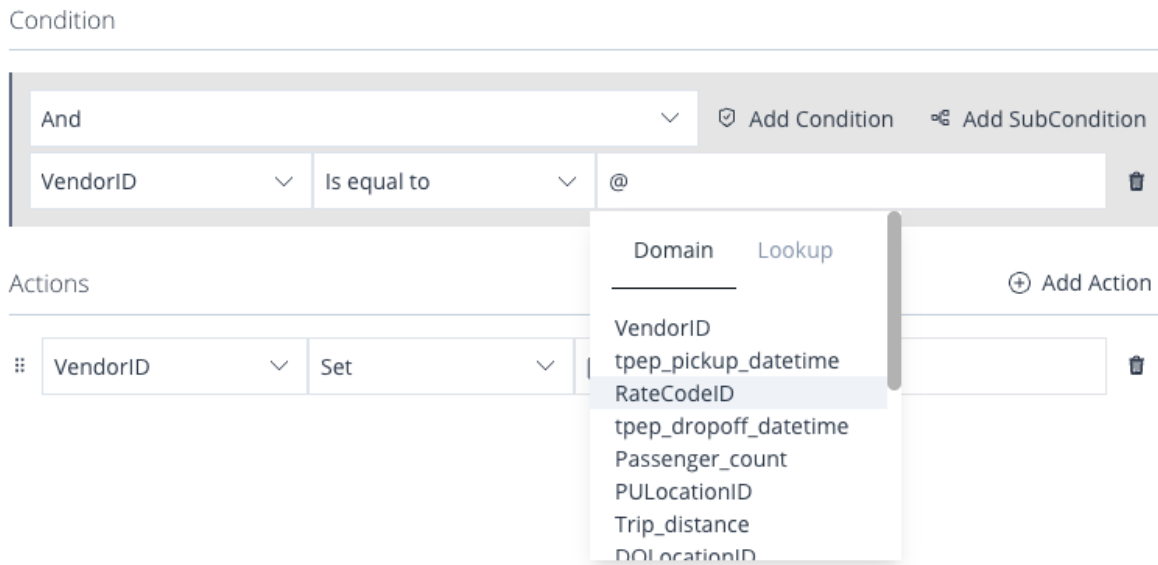 Condition
And
Add Condition
Add SubCondition
VendorID
Is equal to
@
Domain
Lookup
Actions
Add Action
VendorID
tpep_pickup_datetime
VendorID
Set
RateCodeID
tpep_dropoff_datetime
Passenger_count
PULocationID
Trip_distance
DOLocationID